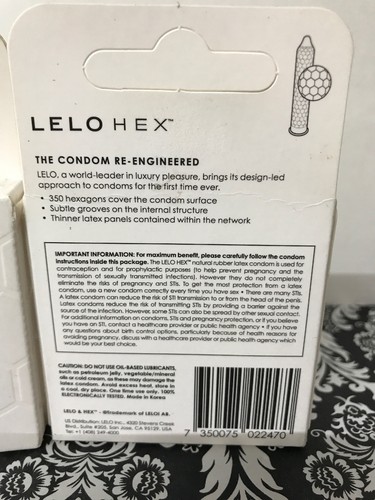 LELO HEX™
THE CONDOM RE-ENGINEERED
LELO, a world-leader in luxury pleasure, brings its design-led
approach to condoms for the first time ever.
• 350 hexagons cover the condom surface
• Subtle grooves on the internal structure
• Thinner latex panels contained within the network
IMPORTANT INFORMATION: For maximum benefit, please carefully follow the condom
instructions inside this package. The LELO HEX™ natural rubber latex condom is used for
contraception and for prophylactic purposes (to help prevent pregnancy and the
transmission of sexually transmitted infections). However they do not completely
eliminate the risks of pregnancy and STIs. To get the most protection from a latex
condom, use a new condom correctly every time you have sex • There are many STIs.
A latex condom can reduce the risk of STI transmission to or from the head of the penis.
Latex condoms reduce the risk of transmitting STIs by providing a barrier against the
source of the infection. However, some STIs can also be spread by other sexual contact.
For additional information on condoms, STIs and pregnancy protection, or if you believe
you have an STI, contact a healthcare provider or public health agency • If you have
any questions about birth control options, particularly because of health reasons for
avoiding pregnancy, discuss with a healthcare provider or public health agency which
would be your best choice.
CAUTION: DO NOT USE OIL-BASED LUBRICANTS,
such as petroleum jelly, vegetable/mineral
oils or cold cream, as these may damage the
latex condom. Avoid excess heat, store in
a cool, dry place. One time use only. 100%
ELECTRONICALLY TESTED. Made in Korea
LELO & HEX™ - ®Trademark of LELOi AB.
US Distribution: LELO Inc. 4000 Stevens Creek
Blvd., Suite #305, San Jose, CA 95129, USA
Tel: +1 (408) 549-4000
7 350075 022470